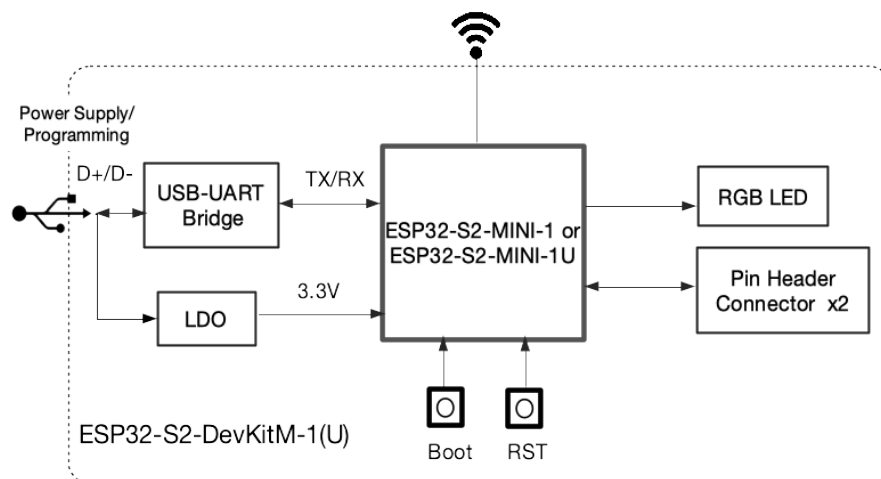 Power Supply/
Programming
D+/D-
USB-UART
Bridge
TX/RX
ESP32-S2-MINI-1 or
ESP32-S2-MINI-1U
RGB LED
Pin Header
Connector x2
LDO
3.3V
Boot
RST
ESP32-S2-DevKitM-1(U)